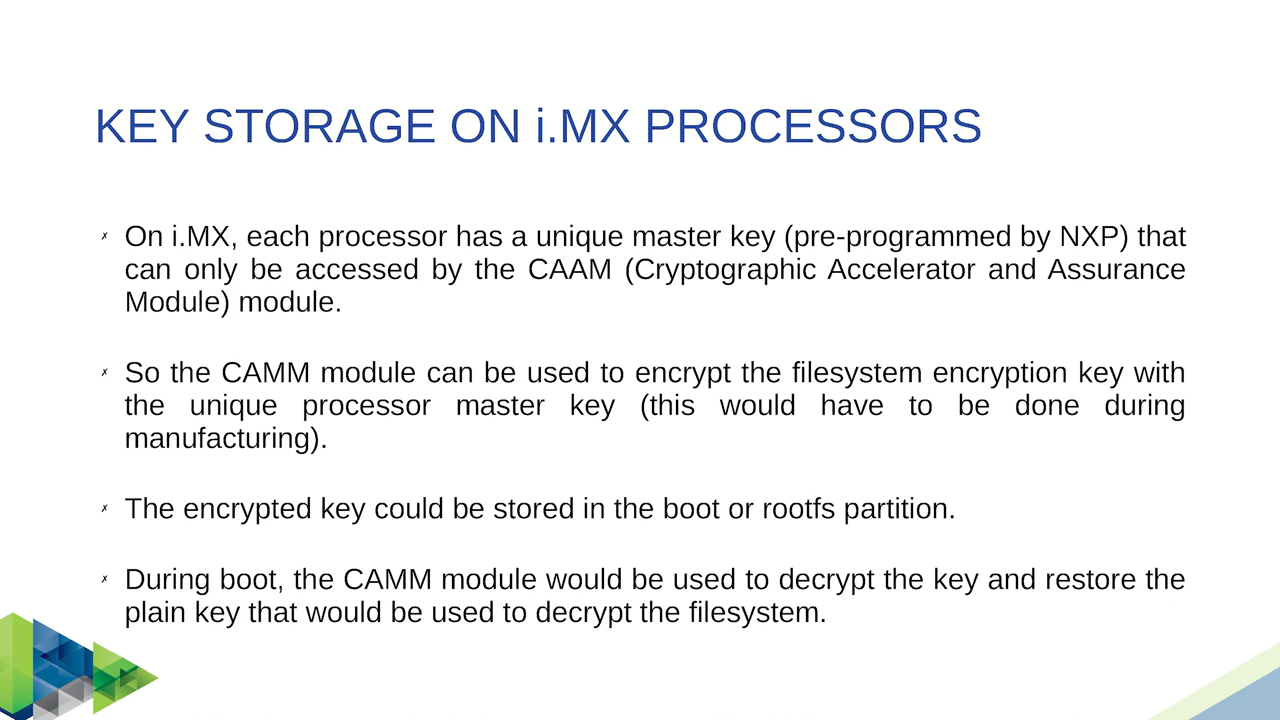 KEY STORAGE ON i.MX PROCESSORS
✗ On i.MX, each processor has a unique master key (pre-programmed by NXP) that
can only be accessed by the CAAM (Cryptographic Accelerator and Assurance
Module) module.
✗ So the CAMM module can be used to encrypt the filesystem encryption key with
the unique processor master key (this would have to be done during
manufacturing).
✗ The encrypted key could be stored in the boot or rootfs partition.
✗ During boot, the CAMM module would be used to decrypt the key and restore the
plain key that would be used to decrypt the filesystem.